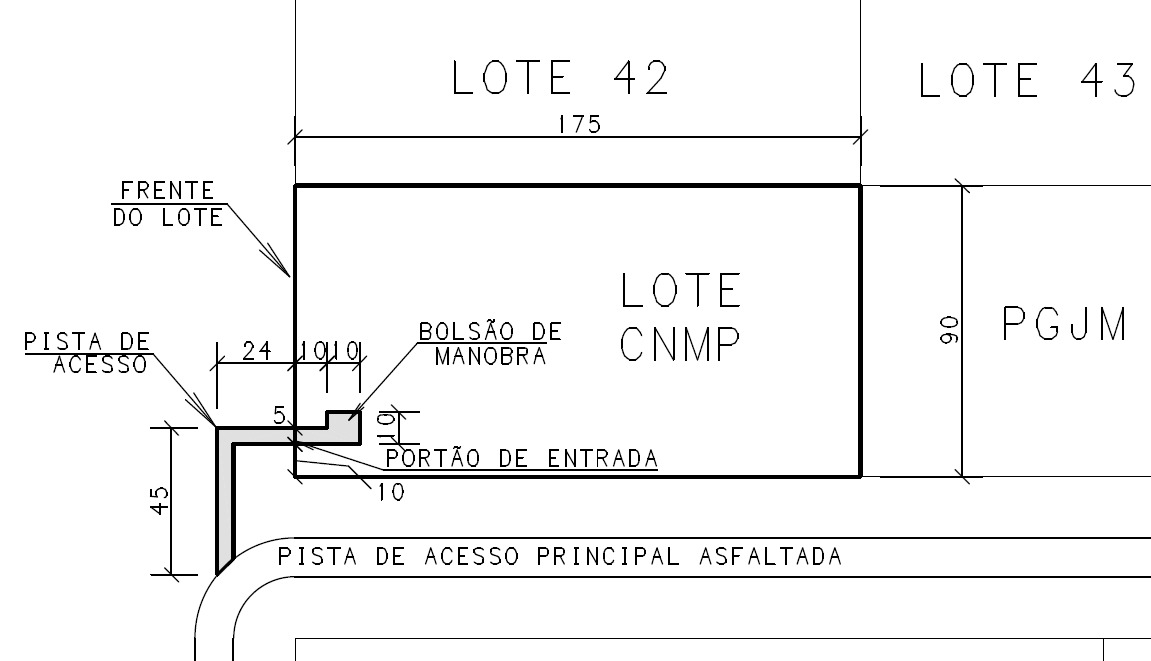 LOTE 42
LOTE 43
175
FRENTE
DO LOTE
LOTE
CNMP
PGJM
90
PISTA DE
ACESSO
24
10
10
BOLSÃO DE
MANOBRA
5
10
PORTÃO DE ENTRADA
10
45
PISTA DE ACESSO PRINCIPAL ASFALTADA